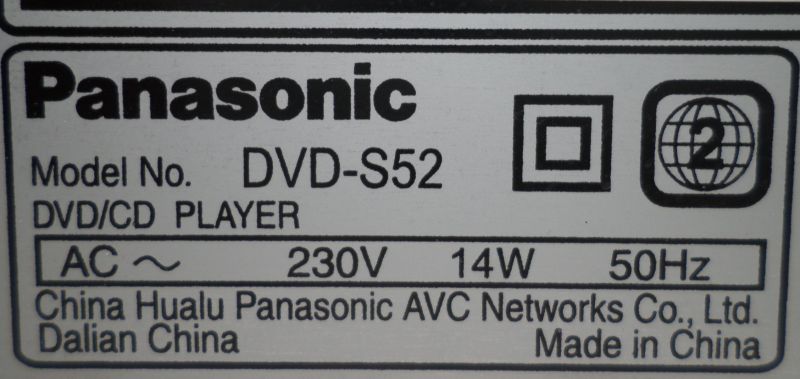 Panasonic
Model No. DVD-S52
2
DVD/CD PLAYER
AC ~ 230V 14W 50Hz
China Hualu Panasonic AVC Networks Co., Ltd.
Dalian China Made in China